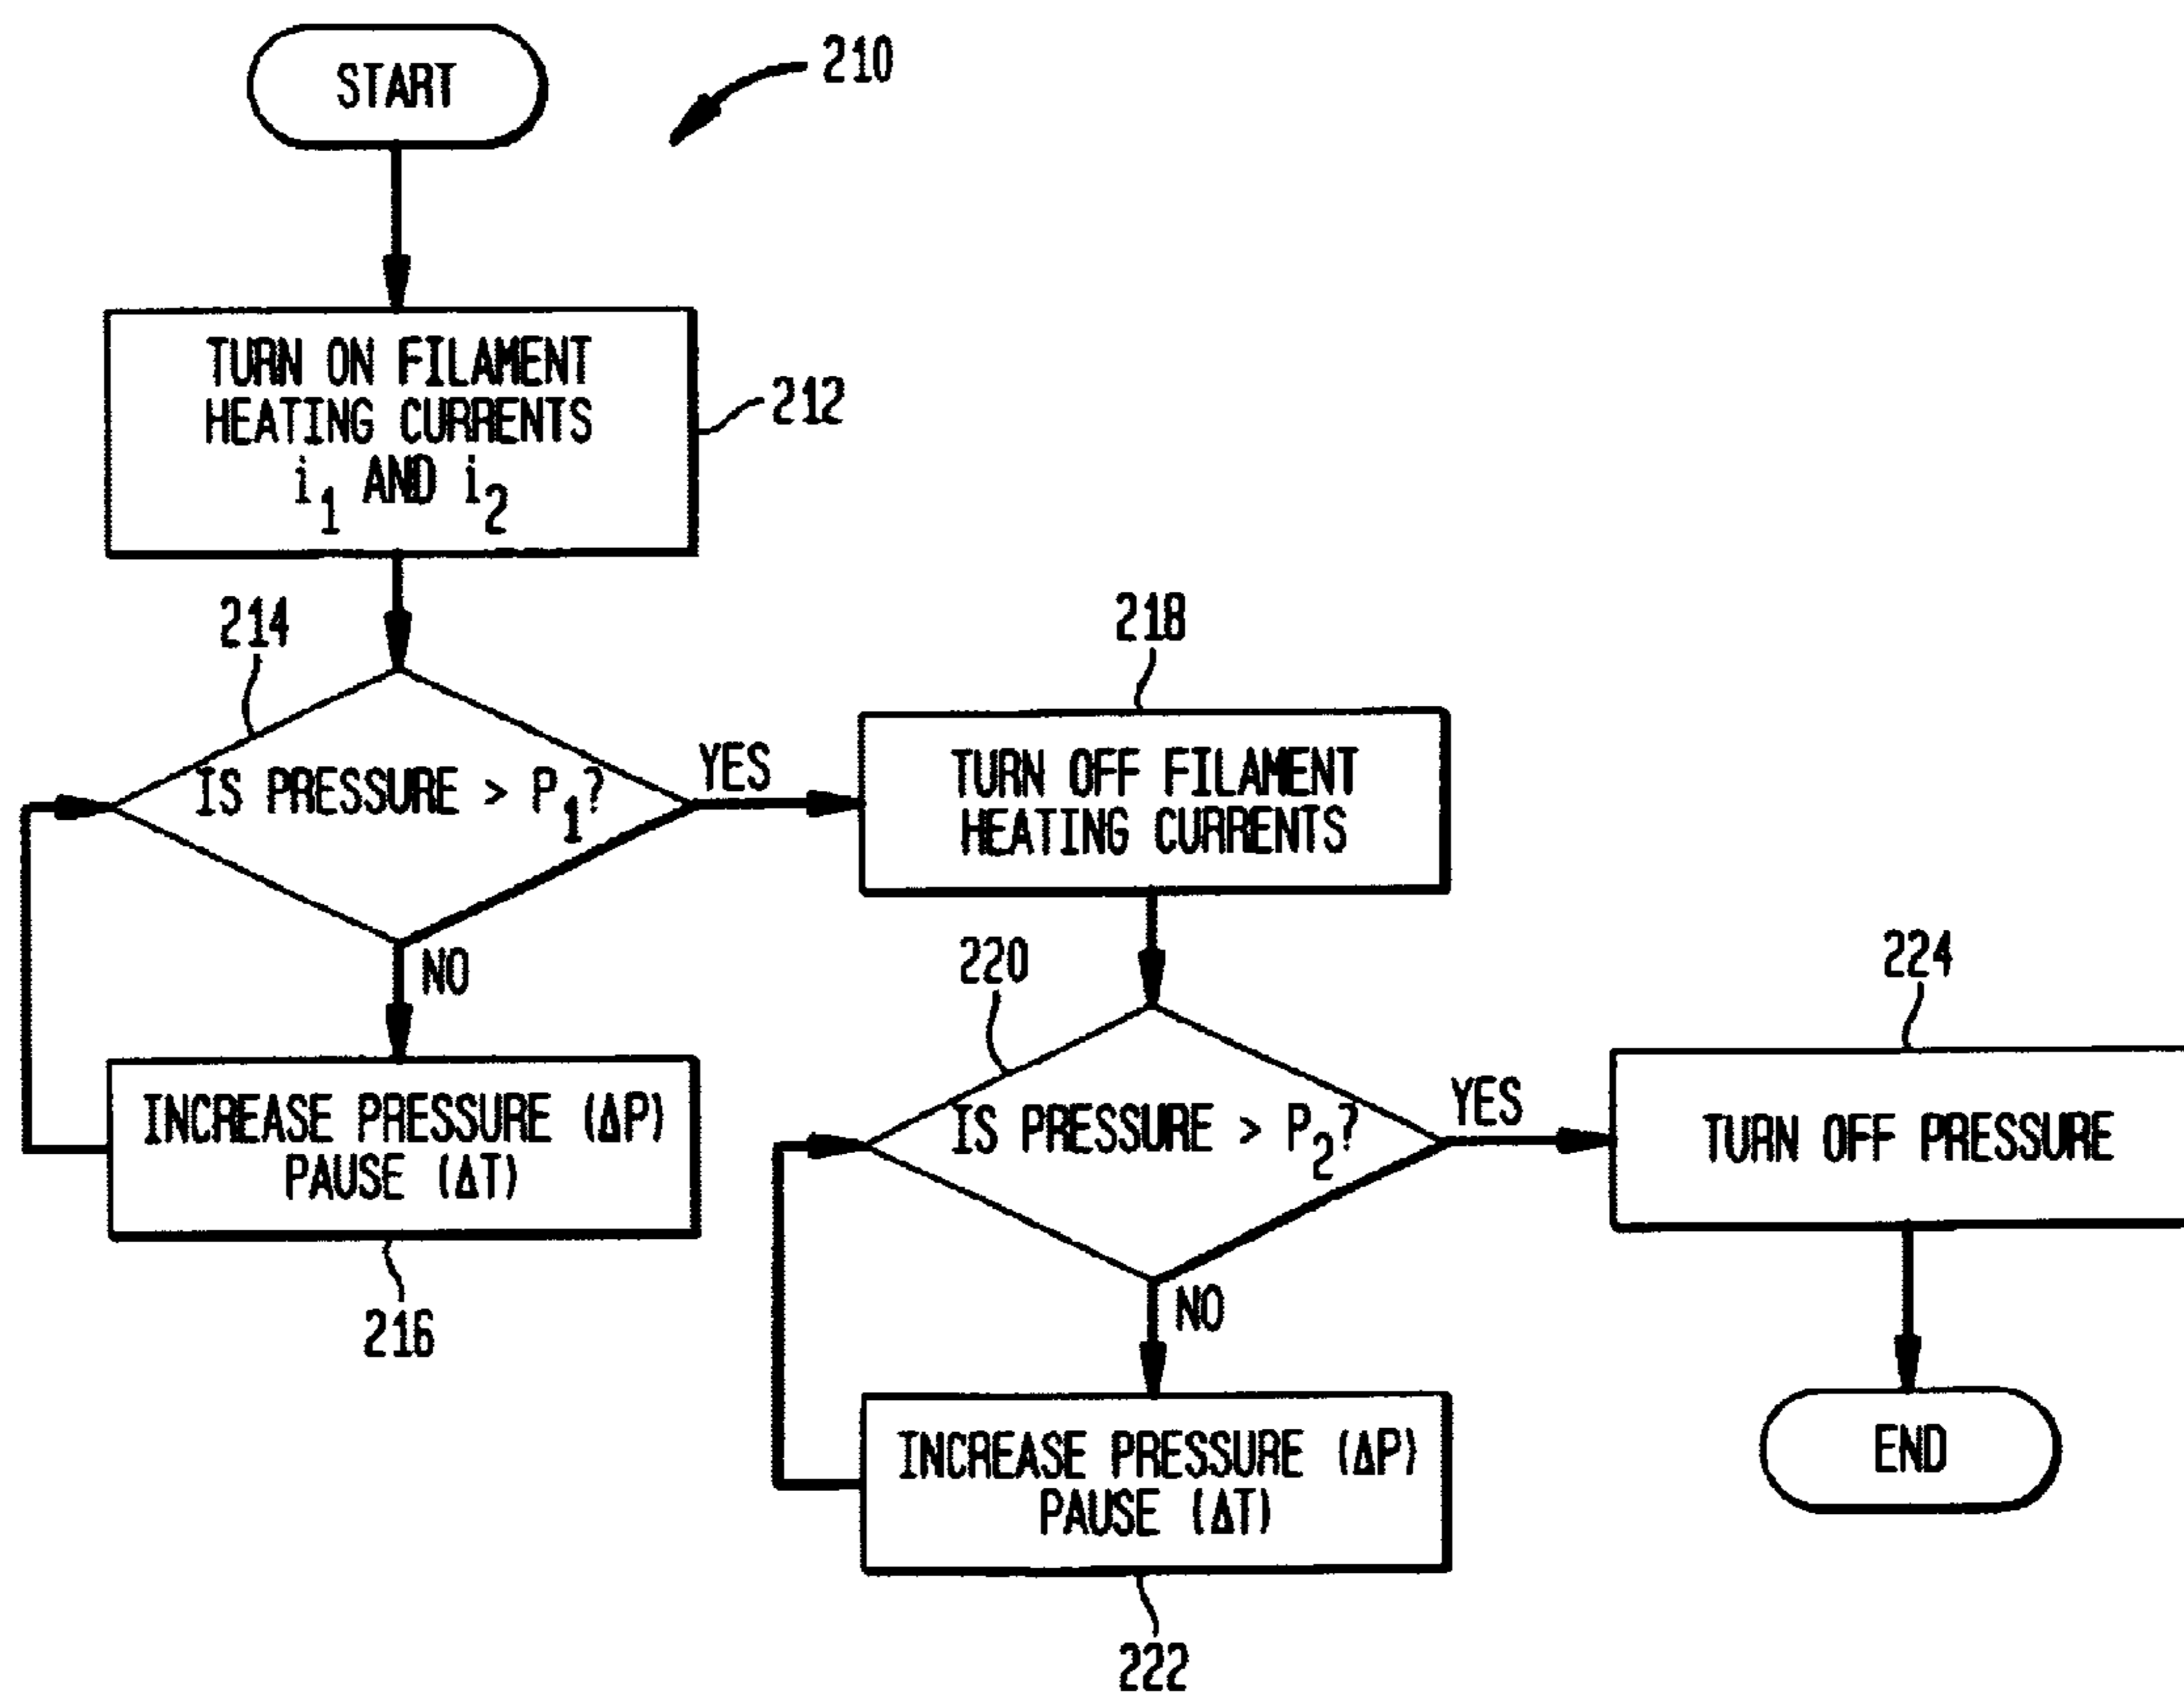 START
210
TURN ON FILAMENT
HEATING CURRENTS
i1 AND i2
212
214
IS PRESSURE > P1?
YES
NO
INCREASE PRESSURE (ΔP)
PAUSE (ΔT)
216
218
TURN OFF FILAMENT
HEATING CURRENTS
220
IS PRESSURE > P2?
YES
NO
INCREASE PRESSURE (ΔP)
PAUSE (ΔT)
222
224
TURN OFF PRESSURE
END